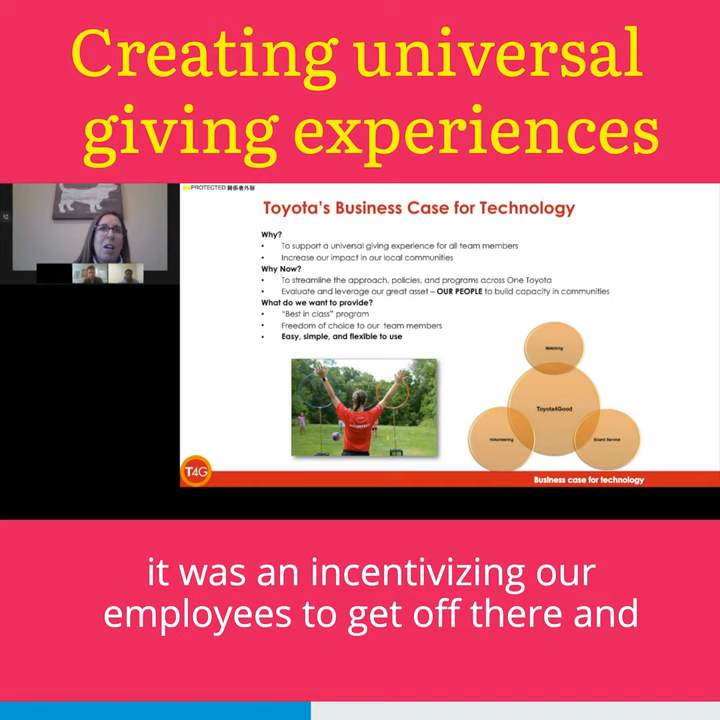 Creating universal
giving experiences
PROTECTED 関係者外秘
Toyota's Business Case for Technology
Why?
• To support a universal giving experience for all team members
• Increase our impact in our local communities
Why Now?
• To streamline the approach, policies, and programs across One Toyota
• Evaluate and leverage our great asset – OUR PEOPLE to build capacity in communities
What do we want to provide?
• "Best in class" program
• Freedom of choice to our team members
• Easy, simple, and flexible to use
Matching
Toyota4Good
Volunteering
Board Service
T4G
Business case for technology
it was an incentivizing our
employees to get off there and